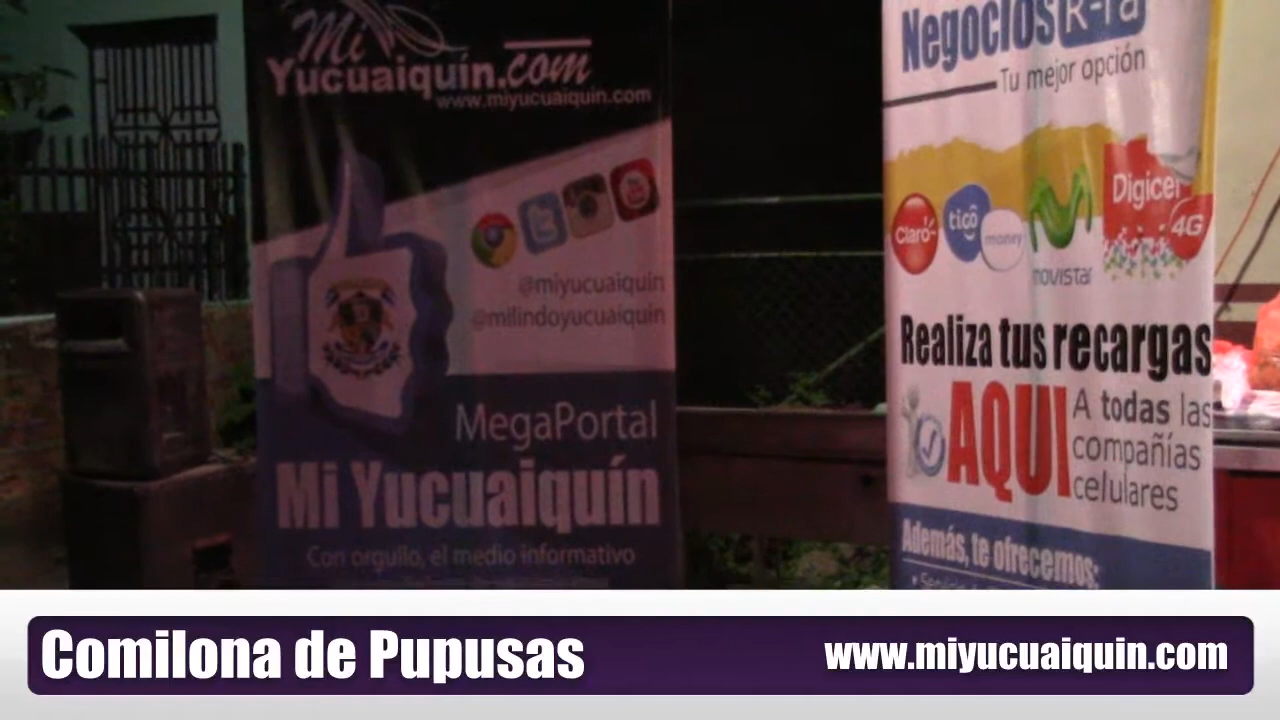 Mi
Yucuaiquín.com
www.miyucuaiquin.com
@miyucuaiquin
@milindoyucuaiquin
MegaPortal
Mi Yucuaiquín
Con orgullo, el medio informativo
Negocios R-ra
Tu mejor opción
Claro
tigo
money
movistar
Digicel
4G
Realiza tus recargas
AQUI
A todas las
compañías
celulares
Además, te ofrecemos:
Comilona de Pupusas
www.miyucuaiquin.com